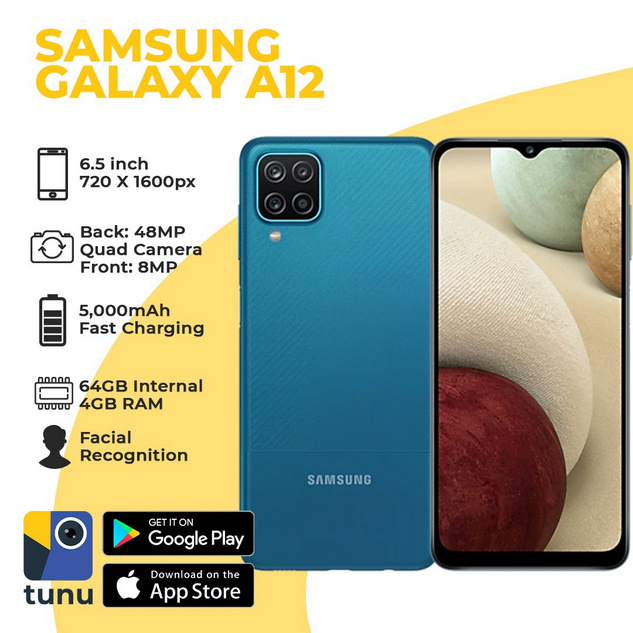 SAMSUNG
GALAXY A12
6.5 inch
720 X 1600px
Back: 48MP
Quad Camera
Front: 8MP
5,000mAh
Fast Charging
64GB Internal
4GB RAM
Facial
Recognition
SAMSUNG
tunu
GET IT ON
Google Play
Download on the
App Store